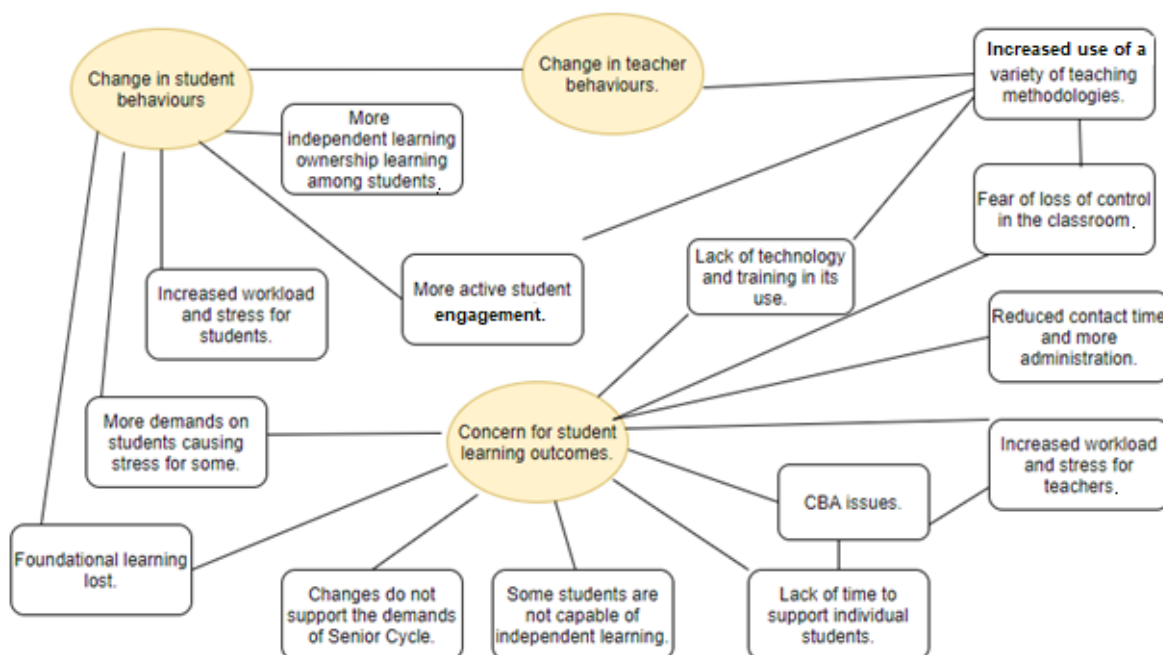 Change in student
behaviours
Change in teacher
behaviours.
Increased use of a
variety of teaching
methodologies.
More
independent learning
ownership learning
among students.
Fear of loss of control
in the classroom.
Lack of technology
and training in its
use.
More active student
engagement.
Increased workload
and stress for
students.
Reduced contact time
and more
administration.
More demands on
students causing
stress for some.
Concern for student
learning outcomes.
Increased workload
and stress for
teachers.
CBA issues.
Foundational learning
lost.
Changes do not
support the demands
of Senior Cycle.
Some students are
not capable of
independent learning.
Lack of time to
support individual
students.